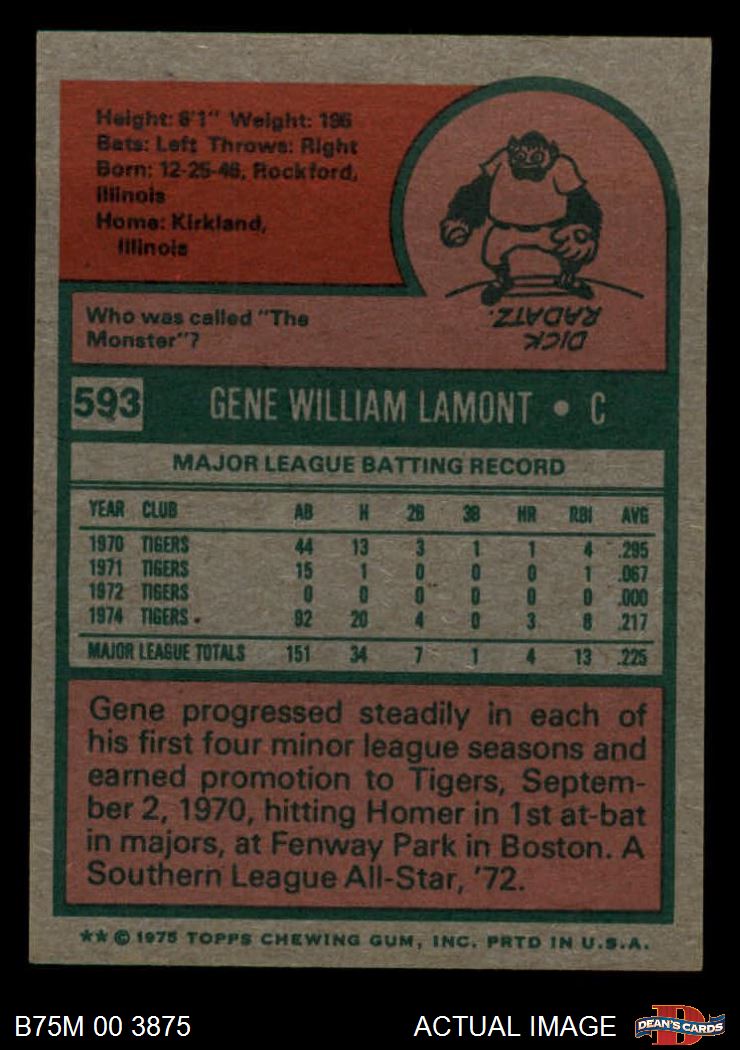 Height: 6'1" Weight: 195
Bats: Left Throws: Right
Born: 12-25-46, Rockford,
Illinois
Home: Kirkland,
Illinois
DICK
RADATZ.
Who was called "The
Monster"?
593 GENE WILLIAM LAMONT • C
MAJOR LEAGUE BATTING RECORD
YEAR CLUB AB H 2B 3B HR RBI AVG
1970 TIGERS 44 13 3 1 1 4 .295
1971 TIGERS 15 1 0 0 0 1 .067
1972 TIGERS 0 0 0 0 0 0 .000
1974 TIGERS 92 20 4 0 3 8 .217
MAJOR LEAGUE TOTALS 151 34 7 1 4 13 .225
Gene progressed steadily in each of
his first four minor league seasons and
earned promotion to Tigers, Septem-
ber 2, 1970, hitting Homer in 1st at-bat
in majors, at Fenway Park in Boston. A
Southern League All-Star, '72.
** © 1975 TOPPS CHEWING GUM, INC. PRTD IN U.S.A.
B75M 00 3875 ACTUAL IMAGE D DEAN'S CARDS